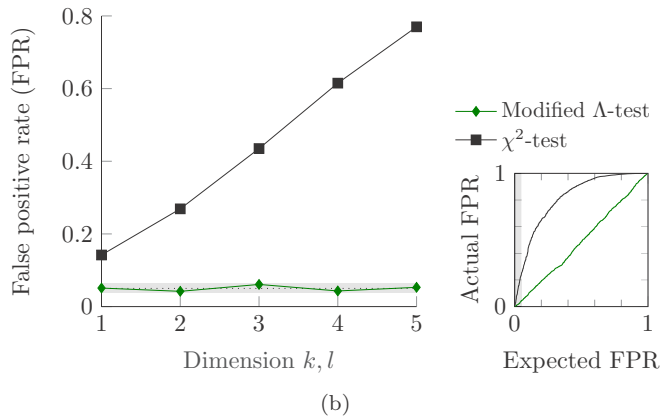 False positive rate (FPR)
0.8
0.6
0.4
0.2
0
1 2 3 4 5
Dimension k, l
Modified Λ-test
χ²-test
Actual FPR
1
0
0 1
Expected FPR
(b)